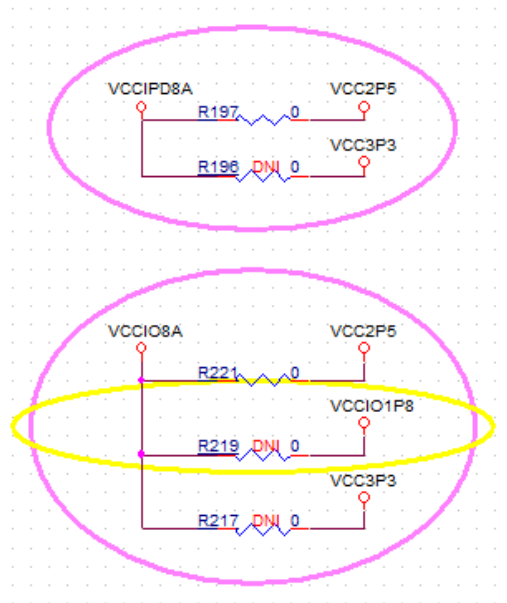 VCCIPD8A VCC2P5
R197 0
VCC3P3
R196 DNI 0
VCCIO8A VCC2P5
R221 0
VCCIO1P8
R219 DNI 0
VCC3P3
R217 DNI 0